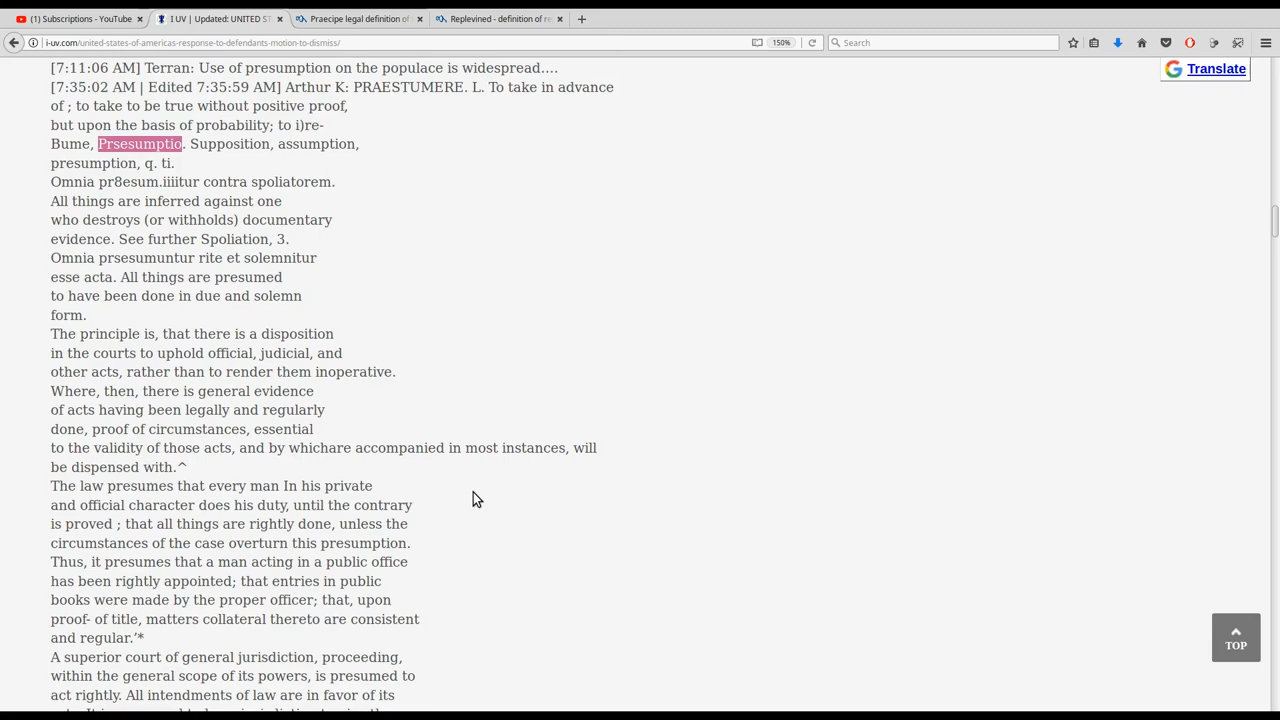 (1) Subscriptions - YouTube
I UV | Updated: UNITED ST
Praecipe legal definition of
Replevined - definition of re
i-uv.com/united-states-of-americas-response-to-defendants-motion-to-dismiss/
150%
Search
Translate
[7:11:06 AM] Terran: Use of presumption on the populace is widespread….
[7:35:02 AM | Edited 7:35:59 AM] Arthur K: PRAESTUMERE. L. To take in advance
of ; to take to be true without positive proof,
but upon the basis of probability; to i)re-
Bume, Prsesumptio. Supposition, assumption,
presumption, q. ti.
Omnia pr8esum.iiiitur contra spoliatorem.
All things are inferred against one
who destroys (or withholds) documentary
evidence. See further Spoliation, 3.
Omnia prsesumuntur rite et solemnitur
esse acta. All things are presumed
to have been done in due and solemn
form.
The principle is, that there is a disposition
in the courts to uphold official, judicial, and
other acts, rather than to render them inoperative.
Where, then, there is general evidence
of acts having been legally and regularly
done, proof of circumstances, essential
to the validity of those acts, and by whichare accompanied in most instances, will
be dispensed with.^
The law presumes that every man In his private
and official character does his duty, until the contrary
is proved ; that all things are rightly done, unless the
circumstances of the case overturn this presumption.
Thus, it presumes that a man acting in a public office
has been rightly appointed; that entries in public
books were made by the proper officer; that, upon
proof- of title, matters collateral thereto are consistent
and regular.’*
A superior court of general jurisdiction, proceeding,
within the general scope of its powers, is presumed to
act rightly. All intendments of law are in favor of its
TOP